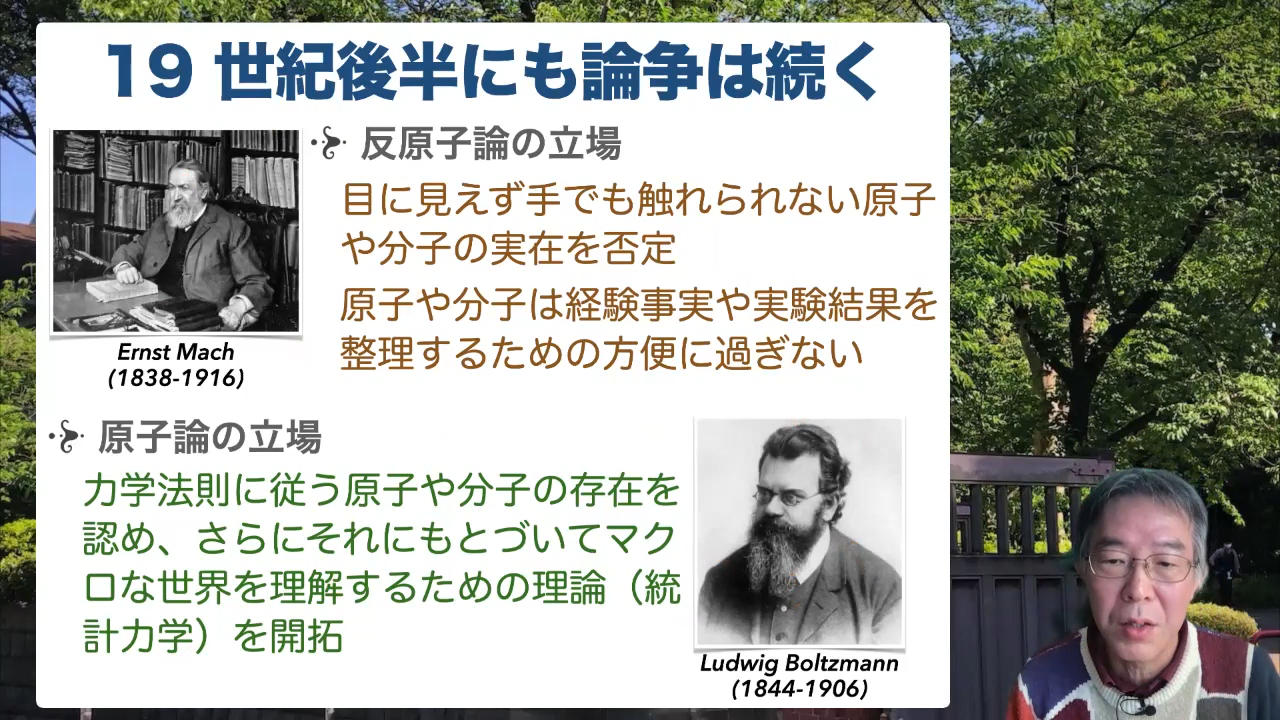 19 世紀後半にも論争は続く
反原子論の立場
目に見えず手でも触れられない原子
や分子の実在を否定
原子や分子は経験事実や実験結果を
整理するための方便に過ぎない
Ernst Mach
(1838-1916)
原子論の立場
力学法則に従う原子や分子の存在を
認め、さらにそれにもとづいてマク
ロな世界を理解するための理論（統
計力学）を開拓
Ludwig Boltzmann
(1844-1906)